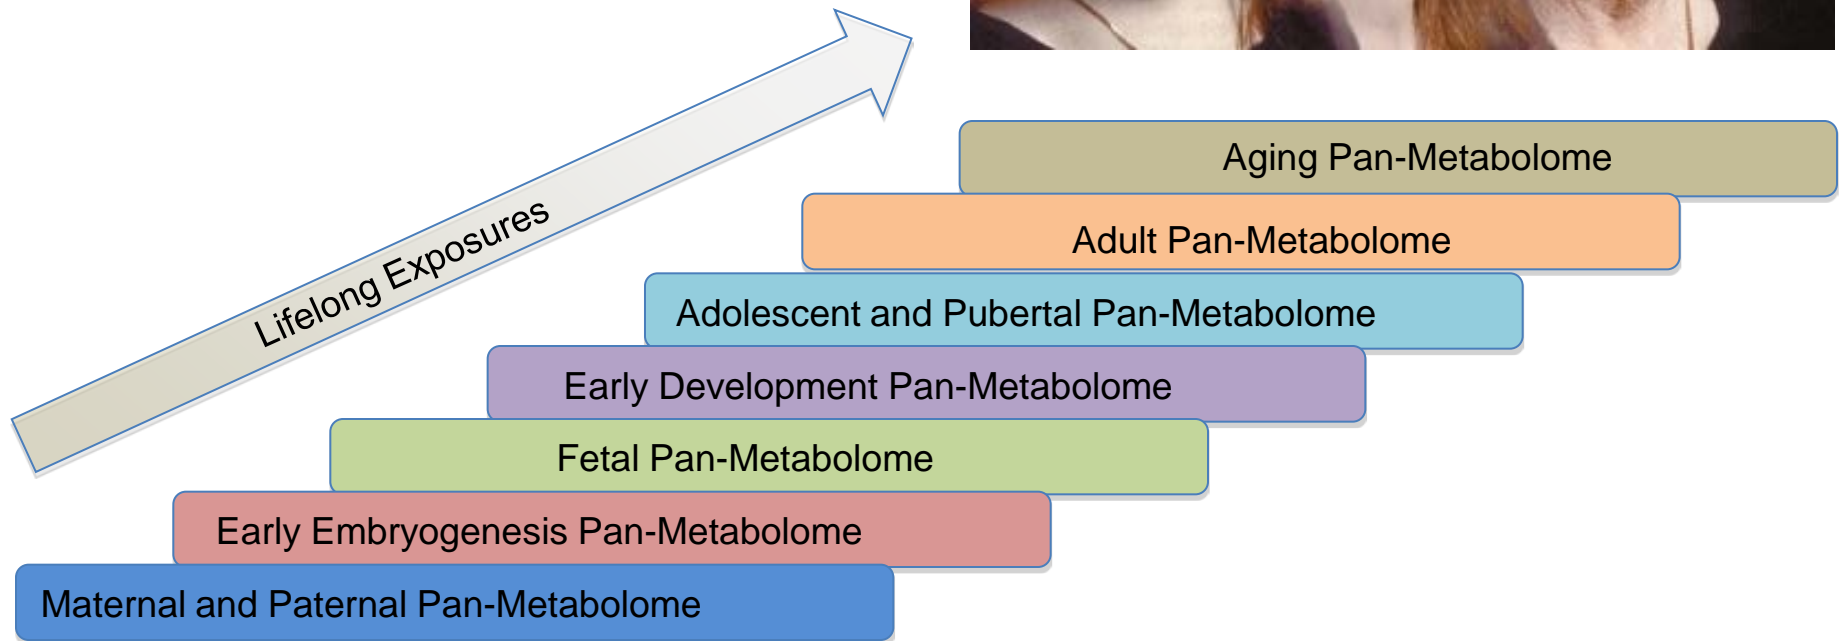 Lifelong Exposures
Aging Pan-Metabolome
Adult Pan-Metabolome
Adolescent and Pubertal Pan-Metabolome
Early Development Pan-Metabolome
Fetal Pan-Metabolome
Early Embryogenesis Pan-Metabolome
Maternal and Paternal Pan-Metabolome